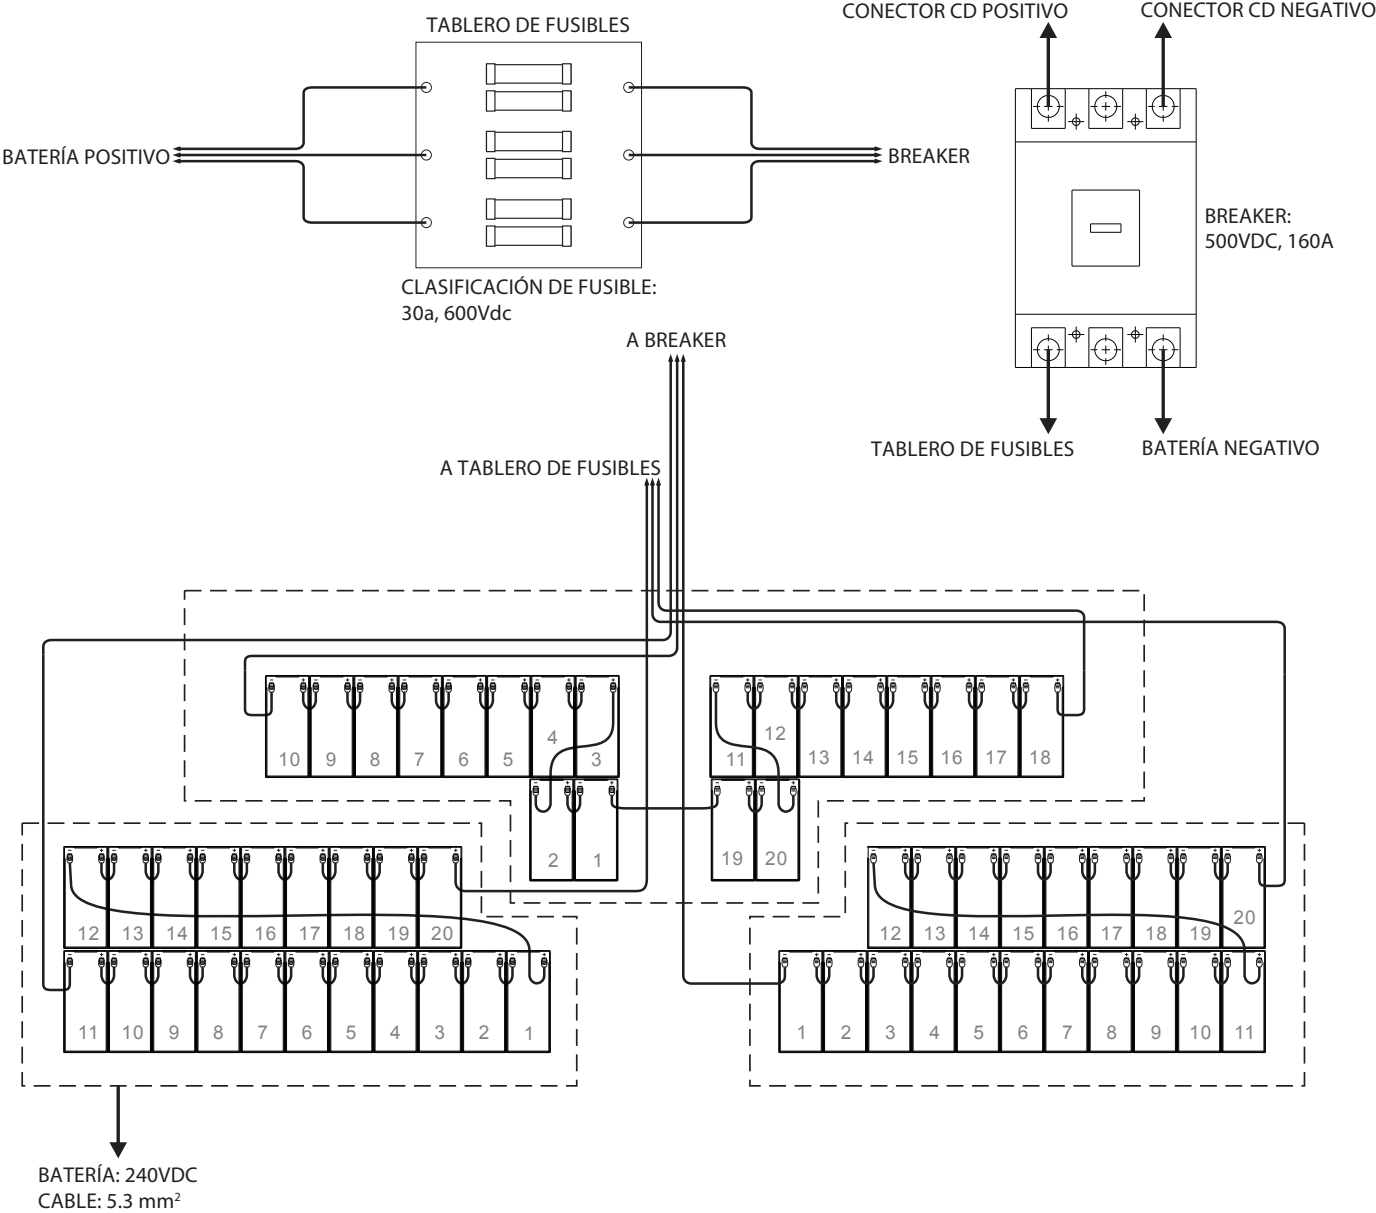 TABLERO DE FUSIBLES
CONECTOR CD POSITIVO
CONECTOR CD NEGATIVO
BATERÍA POSITIVO
BREAKER
BREAKER:
500VDC, 160A
CLASIFICACIÓN DE FUSIBLE:
30a, 600Vdc
A BREAKER
TABLERO DE FUSIBLES
BATERÍA NEGATIVO
A TABLERO DE FUSIBLES
10 9 8 7 6 5 4 3
11 12 13 14 15 16 17 18
2 1
19 20
12 13 14 15 16 17 18 19 20
12 13 14 15 16 17 18 19 20
11 10 9 8 7 6 5 4 3 2 1
1 2 3 4 5 6 7 8 9 10 11
BATERÍA: 240VDC
CABLE: 5.3 mm²